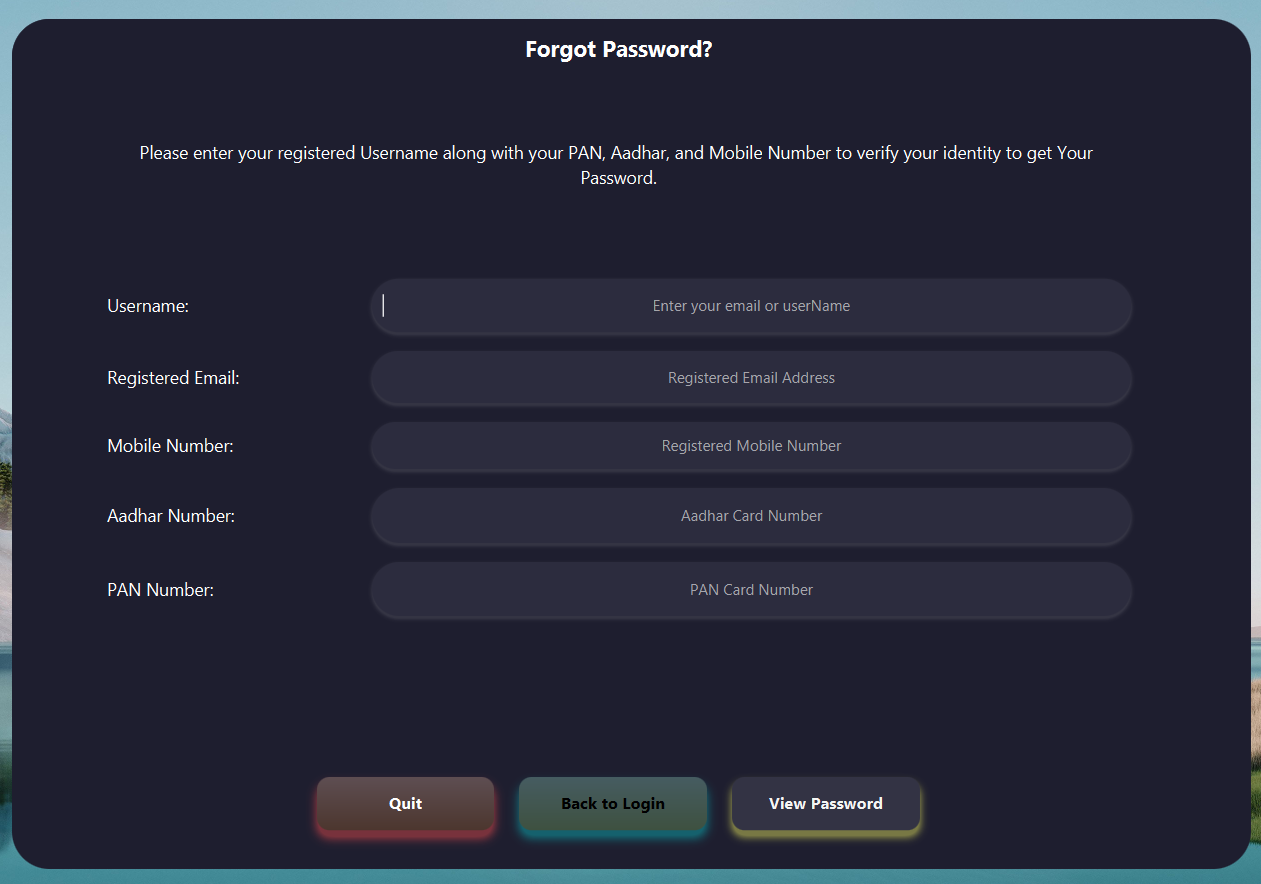 Forgot Password?
Please enter your registered Username along with your PAN, Aadhar, and Mobile Number to verify your identity to get Your
Password.
Username: Enter your email or userName
Registered Email: Registered Email Address
Mobile Number: Registered Mobile Number
Aadhar Number: Aadhar Card Number
PAN Number: PAN Card Number
Quit Back to Login View Password